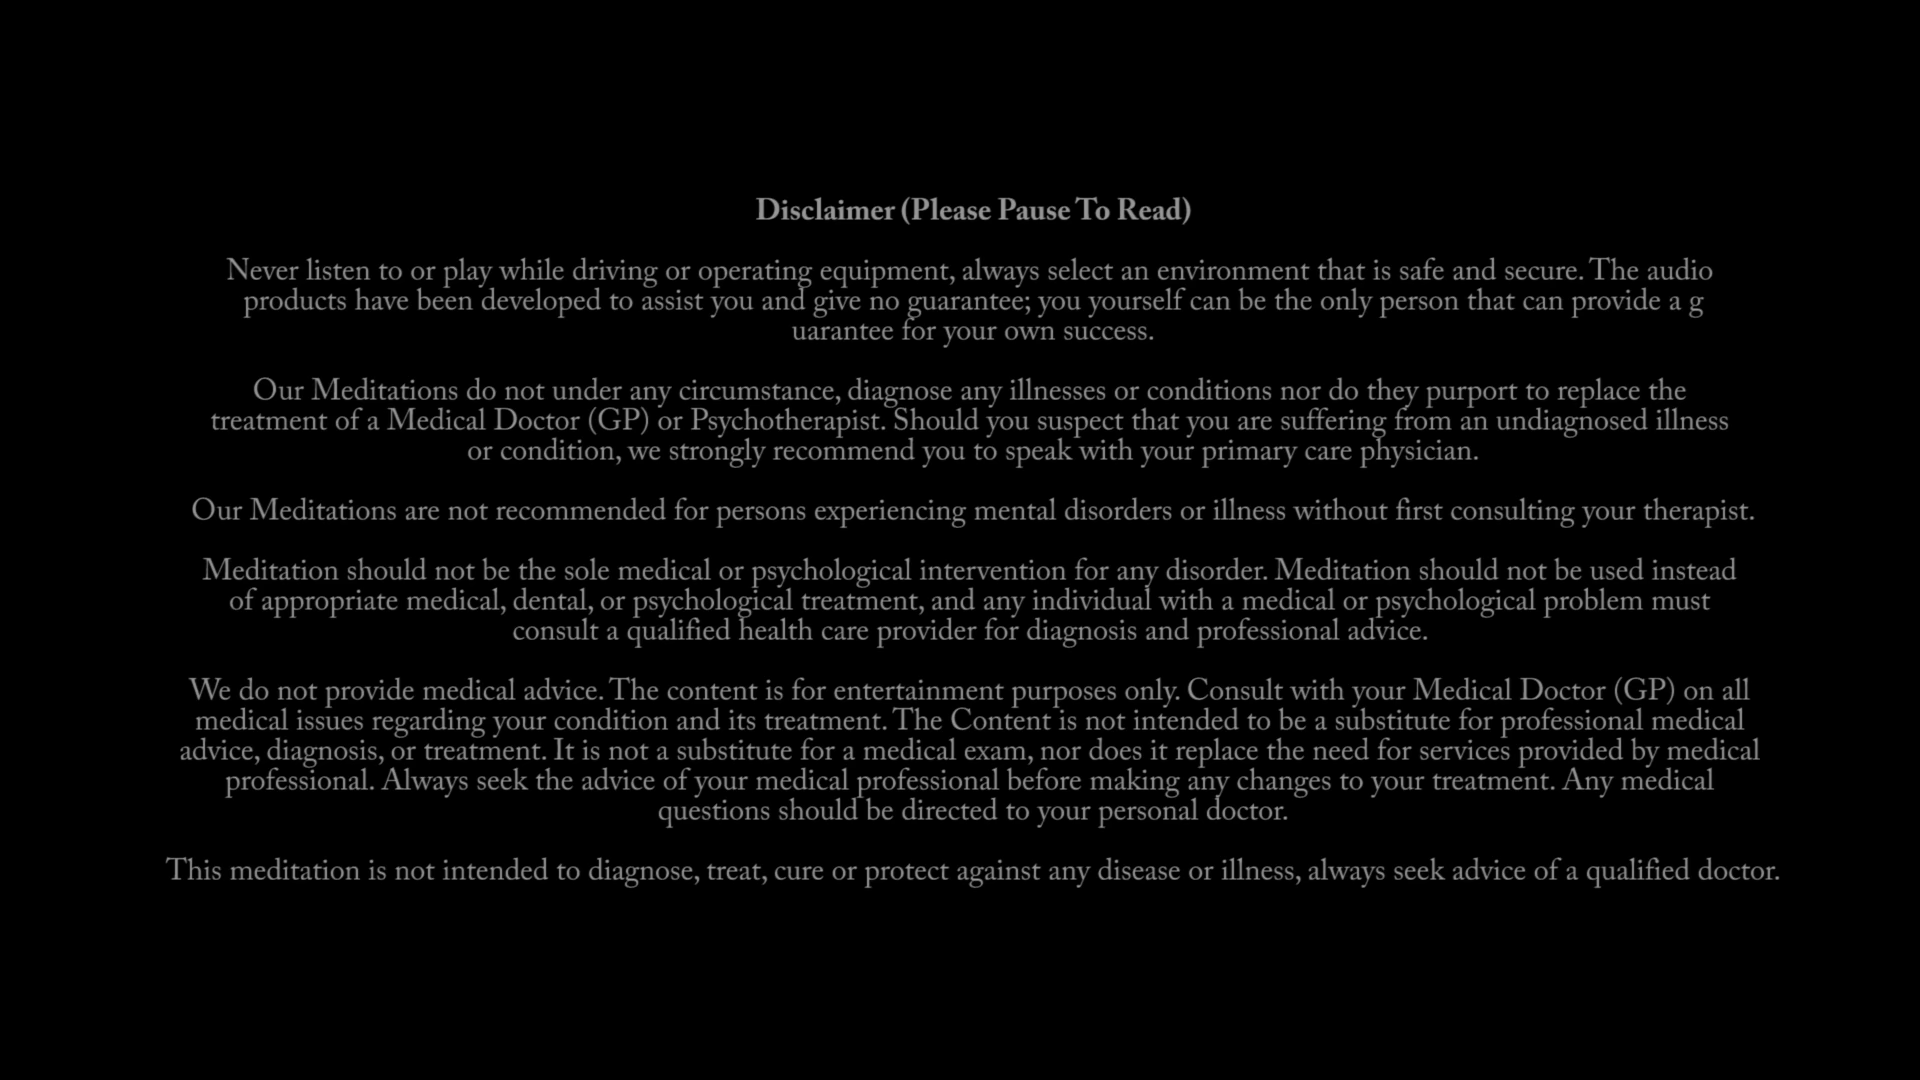 Disclaimer (Please Pause To Read)
Never listen to or play while driving or operating equipment, always select an environment that is safe and secure. The audio
products have been developed to assist you and give no guarantee; you yourself can be the only person that can provide a g
uarantee for your own success.
Our Meditations do not under any circumstance, diagnose any illnesses or conditions nor do they purport to replace the
treatment of a Medical Doctor (GP) or Psychotherapist. Should you suspect that you are suffering from an undiagnosed illness
or condition, we strongly recommend you to speak with your primary care physician.
Our Meditations are not recommended for persons experiencing mental disorders or illness without first consulting your therapist.
Meditation should not be the sole medical or psychological intervention for any disorder. Meditation should not be used instead
of appropriate medical, dental, or psychological treatment, and any individual with a medical or psychological problem must
consult a qualified health care provider for diagnosis and professional advice.
We do not provide medical advice. The content is for entertainment purposes only. Consult with your Medical Doctor (GP) on all
medical issues regarding your condition and its treatment. The Content is not intended to be a substitute for professional medical
advice, diagnosis, or treatment. It is not a substitute for a medical exam, nor does it replace the need for services provided by medical
professional. Always seek the advice of your medical professional before making any changes to your treatment. Any medical
questions should be directed to your personal doctor.
This meditation is not intended to diagnose, treat, cure or protect against any disease or illness, always seek advice of a qualified doctor.